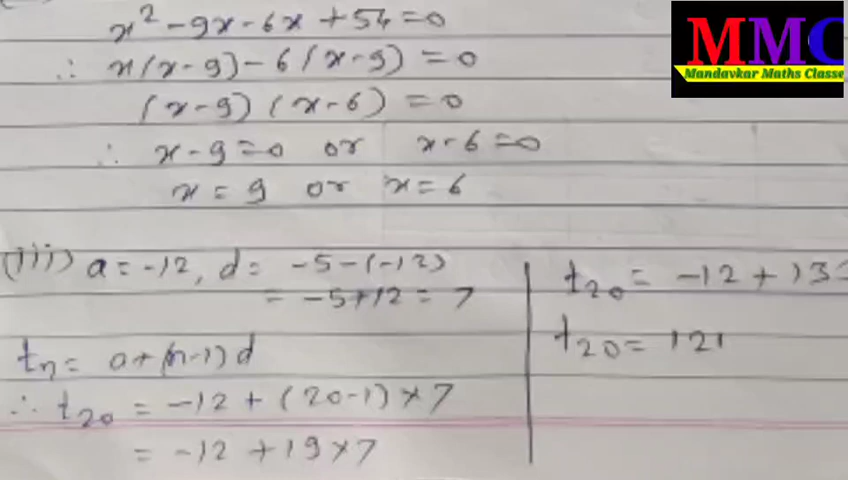 x² - 9x - 6x + 54 = 0
∴ x(x-9) - 6(x-9) = 0
(x-9) (x-6) = 0
∴ x-9=0 or x-6=0
x = 9 or x = 6
MMC
Mandavkar Maths Classe
(iii) a = -12, d = -5-(-12)
= -5+12 = 7
tn = a+(n-1)d
∴ t20 = -12 + (20-1) × 7
= -12 + 19 × 7
t20 = -12 + 133
t20 = 121